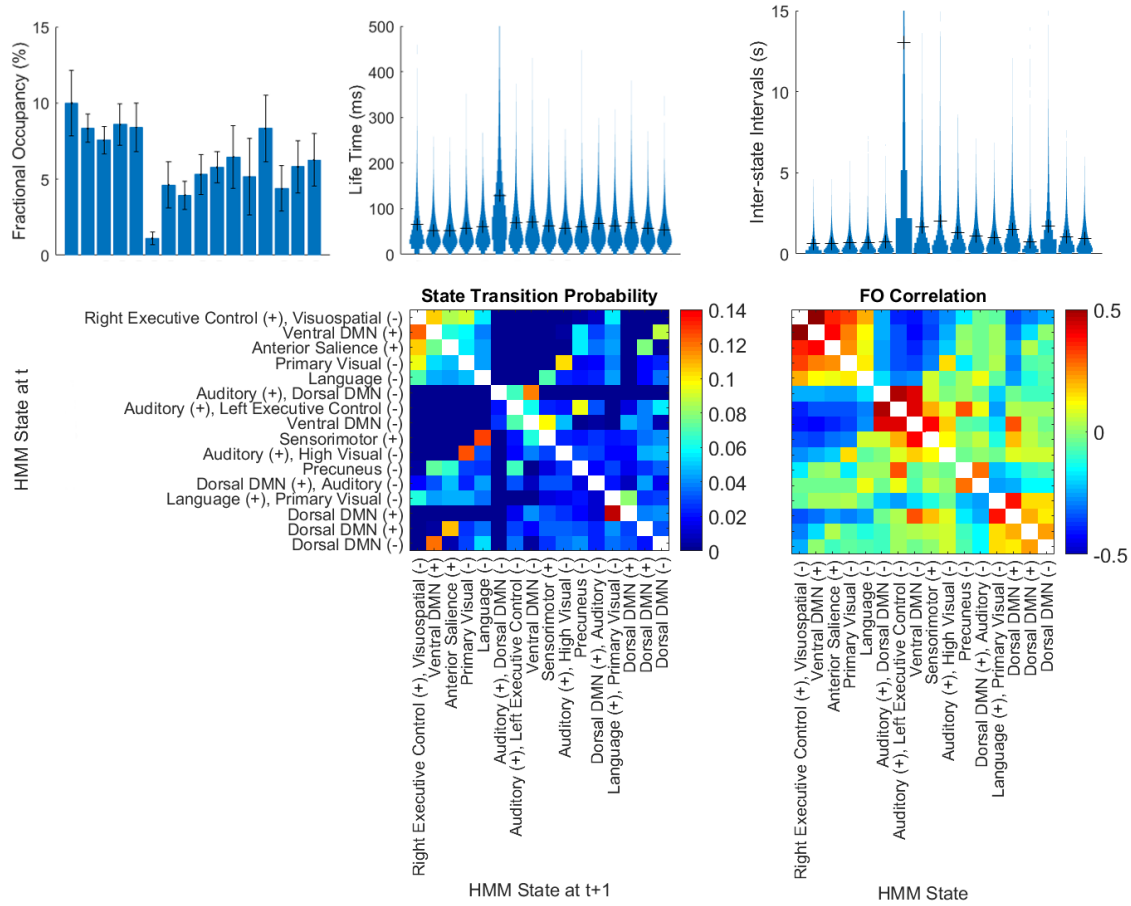 Fractional Occupancy (%)
15
10
5
0
Life Time (ms)
500
400
300
200
100
0
Inter-state Intervals (s)
15
10
5
0
State Transition Probability
FO Correlation
HMM State at t
Right Executive Control (+), Visuospatial (-)
Ventral DMN (+)
Anterior Salience (+)
Primary Visual (-)
Language (-)
Auditory (+), Dorsal DMN (-)
Auditory (+), Left Executive Control (-)
Ventral DMN (-)
Sensorimotor (+)
Auditory (+), High Visual (-)
Precuneus (-)
Dorsal DMN (+), Auditory (-)
Language (+), Primary Visual (-)
Dorsal DMN (+)
Dorsal DMN (+)
Dorsal DMN (-)
0.14
0.12
0.1
0.08
0.06
0.04
0.02
0
0.5
0
-0.5
Right Executive Control (+), Visuospatial (-)
Ventral DMN (+)
Anterior Salience (+)
Primary Visual (-)
Language (-)
Auditory (+), Dorsal DMN (-)
Auditory (+), Left Executive Control (-)
Ventral DMN (-)
Sensorimotor (+)
Auditory (+), High Visual (-)
Precuneus (-)
Dorsal DMN (+), Auditory (-)
Language (+), Primary Visual (-)
Dorsal DMN (+)
Dorsal DMN (+)
Dorsal DMN (-)
HMM State at t+1
Right Executive Control (+), Visuospatial (-)
Ventral DMN (+)
Anterior Salience (+)
Primary Visual (-)
Language (-)
Auditory (+), Dorsal DMN (-)
Auditory (+), Left Executive Control (-)
Ventral DMN (-)
Sensorimotor (+)
Auditory (+), High Visual (-)
Precuneus (-)
Dorsal DMN (+), Auditory (-)
Language (+), Primary Visual (-)
Dorsal DMN (+)
Dorsal DMN (+)
Dorsal DMN (-)
HMM State